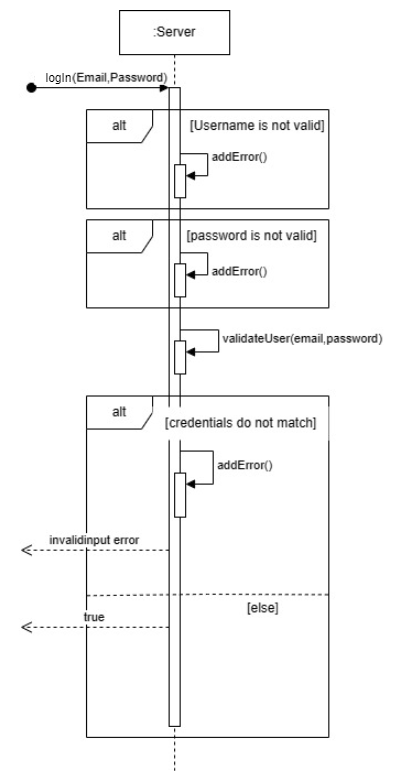 :Server
logIn(Email,Password)
alt
[Username is not valid]
addError()
alt
[password is not valid]
addError()
validateUser(email,password)
alt
[credentials do not match]
addError()
invalidinput error
[else]
true